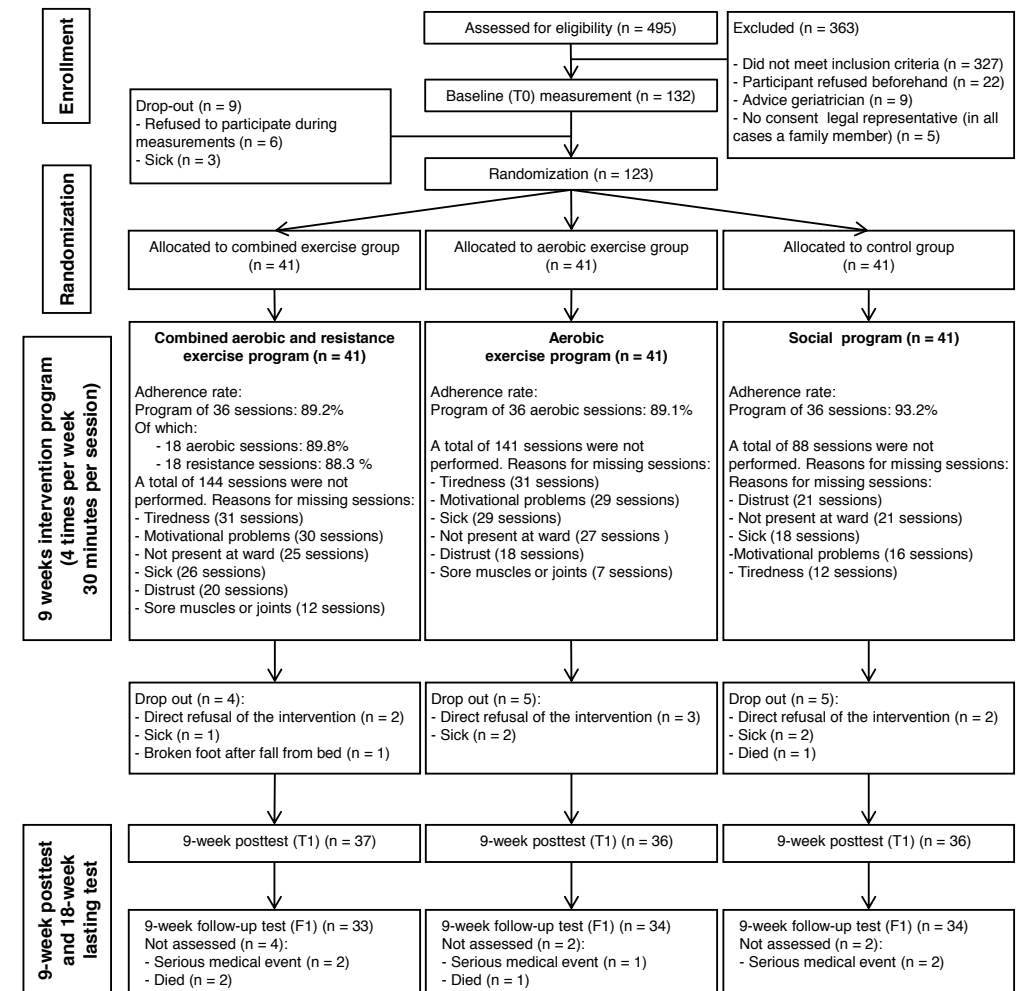 Enrollment
Assessed for eligibility (n = 495)
Excluded (n = 363)
- Did not meet inclusion criteria (n = 327)
- Participant refused beforehand (n = 22)
- Advice geriatrician (n = 9)
- No consent legal representative (in all
cases a family member) (n = 5)
Baseline (T0) measurement (n = 132)
Drop-out (n = 9)
- Refused to participate during
measurements (n = 6)
- Sick (n = 3)
Randomization
Randomization (n = 123)
Allocated to combined exercise group
(n = 41)
Allocated to aerobic exercise group
(n = 41)
Allocated to control group
(n = 41)
9 weeks intervention program
(4 times per week
30 minutes per session)
Combined aerobic and resistance
exercise program (n = 41)
Adherence rate:
Program of 36 sessions: 89.2%
Of which:
- 18 aerobic sessions: 89.8%
- 18 resistance sessions: 88.3 %
A total of 144 sessions were not
performed. Reasons for missing sessions:
- Tiredness (31 sessions)
- Motivational problems (30 sessions)
- Not present at ward (25 sessions)
- Sick (26 sessions)
- Distrust (20 sessions)
- Sore muscles or joints (12 sessions)
Aerobic
exercise program (n = 41)
Adherence rate:
Program of 36 aerobic sessions: 89.1%
A total of 141 sessions were not
performed. Reasons for missing sessions:
- Tiredness (31 sessions)
- Motivational problems (29 sessions)
- Sick (29 sessions)
- Not present at ward (27 sessions )
- Distrust (18 sessions)
- Sore muscles or joints (7 sessions)
Social program (n = 41)
Adherence rate:
Program of 36 sessions: 93.2%
A total of 88 sessions were not
performed. Reasons for missing sessions:
Reasons for missing sessions:
- Distrust (21 sessions)
- Not present at ward (21 sessions)
- Sick (18 sessions)
-Motivational problems (16 sessions)
- Tiredness (12 sessions)
Drop out (n = 4):
- Direct refusal of the intervention (n = 2)
- Sick (n = 1)
- Broken foot after fall from bed (n = 1)
Drop out (n = 5):
- Direct refusal of the intervention (n = 3)
- Sick (n = 2)
Drop out (n = 5):
- Direct refusal of the intervention (n = 2)
- Sick (n = 2)
- Died (n = 1)
9-week posttest
and 18-week
lasting test
9-week posttest (T1) (n = 37)
9-week posttest (T1) (n = 36)
9-week posttest (T1) (n = 36)
9-week follow-up test (F1) (n = 33)
Not assessed (n = 4):
- Serious medical event (n = 2)
- Died (n = 2)
9-week follow-up test (F1) (n = 34)
Not assessed (n = 2):
- Serious medical event (n = 1)
- Died (n = 1)
9-week follow-up test (F1) (n = 34)
Not assessed (n = 2):
- Serious medical event (n = 2)